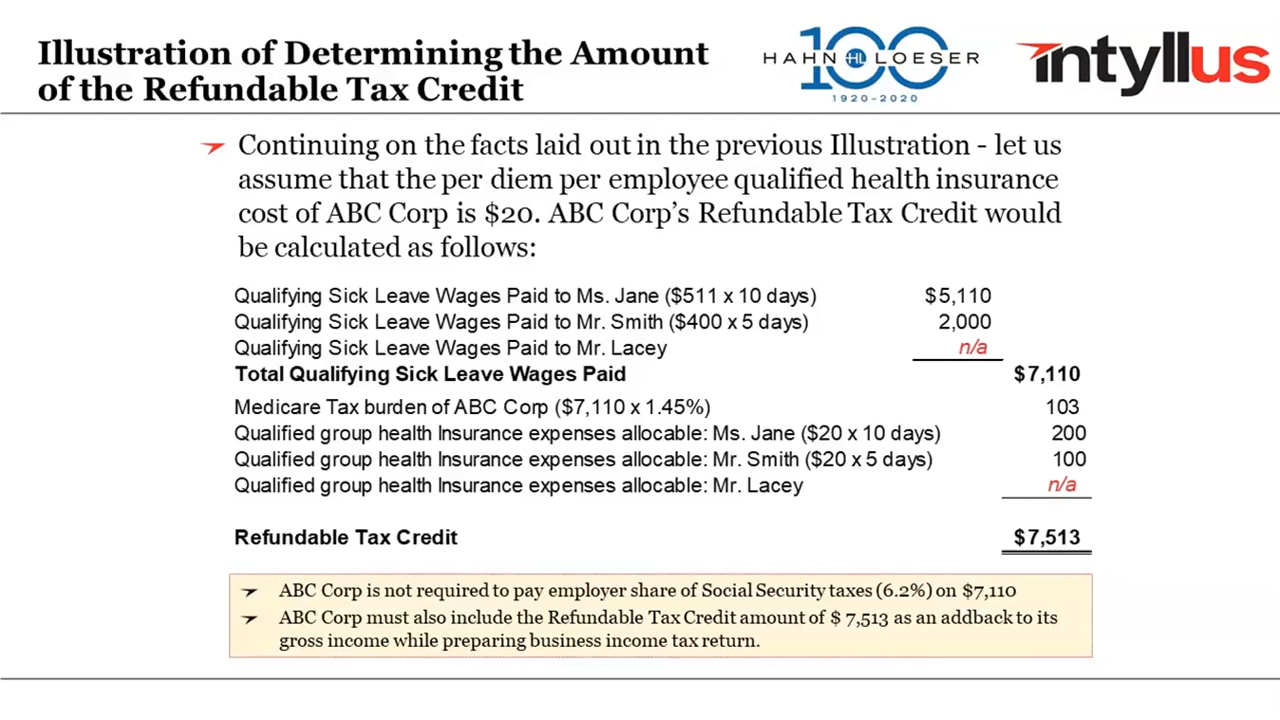 Illustration of Determining the Amount
of the Refundable Tax Credit
100
HAHN HL LOESER
1920-2020
intyllus
Continuing on the facts laid out in the previous Illustration - let us
assume that the per diem per employee qualified health insurance
cost of ABC Corp is $20. ABC Corp's Refundable Tax Credit would
be calculated as follows:
Qualifying Sick Leave Wages Paid to Ms. Jane ($511 x 10 days) $5,110
Qualifying Sick Leave Wages Paid to Mr. Smith ($400 x 5 days) 2,000
Qualifying Sick Leave Wages Paid to Mr. Lacey n/a
Total Qualifying Sick Leave Wages Paid $7,110
Medicare Tax burden of ABC Corp ($7,110 x 1.45%) 103
Qualified group health Insurance expenses allocable: Ms. Jane ($20 x 10 days) 200
Qualified group health Insurance expenses allocable: Mr. Smith ($20 x 5 days) 100
Qualified group health Insurance expenses allocable: Mr. Lacey n/a
Refundable Tax Credit $7,513
ABC Corp is not required to pay employer share of Social Security taxes (6.2%) on $7,110
ABC Corp must also include the Refundable Tax Credit amount of $ 7,513 as an addback to its
gross income while preparing business income tax return.